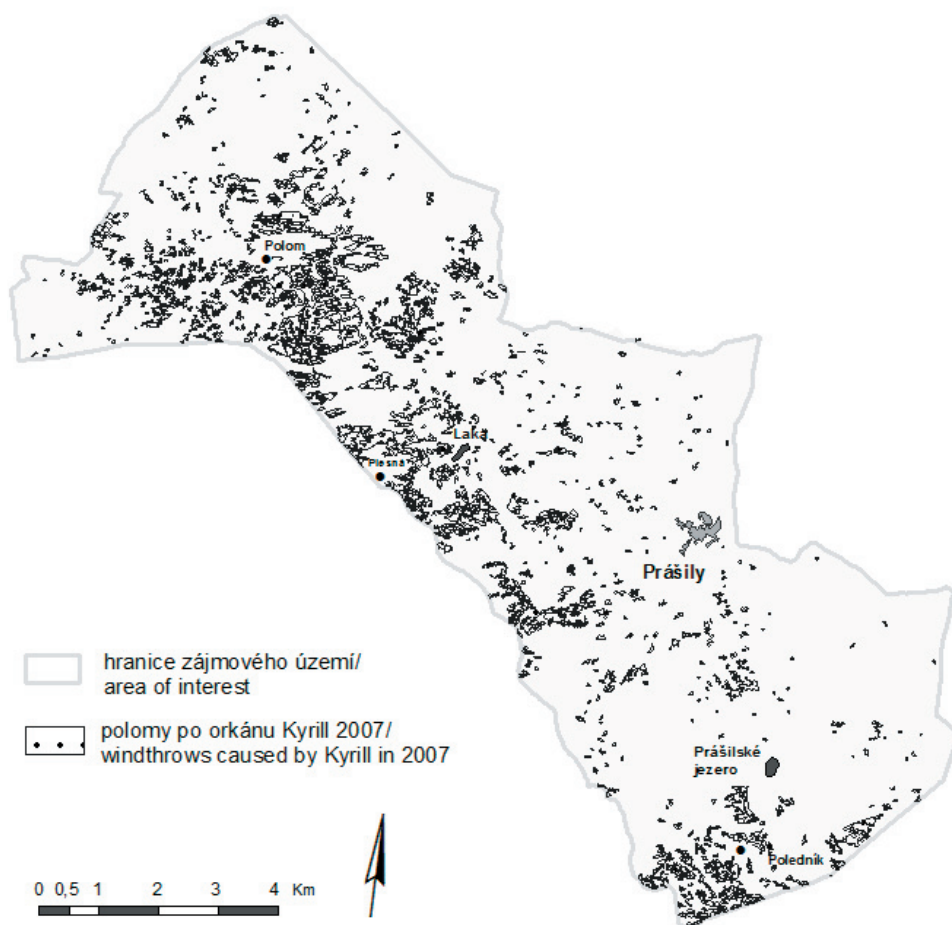 Polom
Laka
Plesná
Prášily
hranice zájmového území/
area of interest
polomy po orkánu Kyrill 2007/
windthrows caused by Kyrill in 2007
Prášilské
jezero
Poledník
0 0,5 1 2 3 4 Km